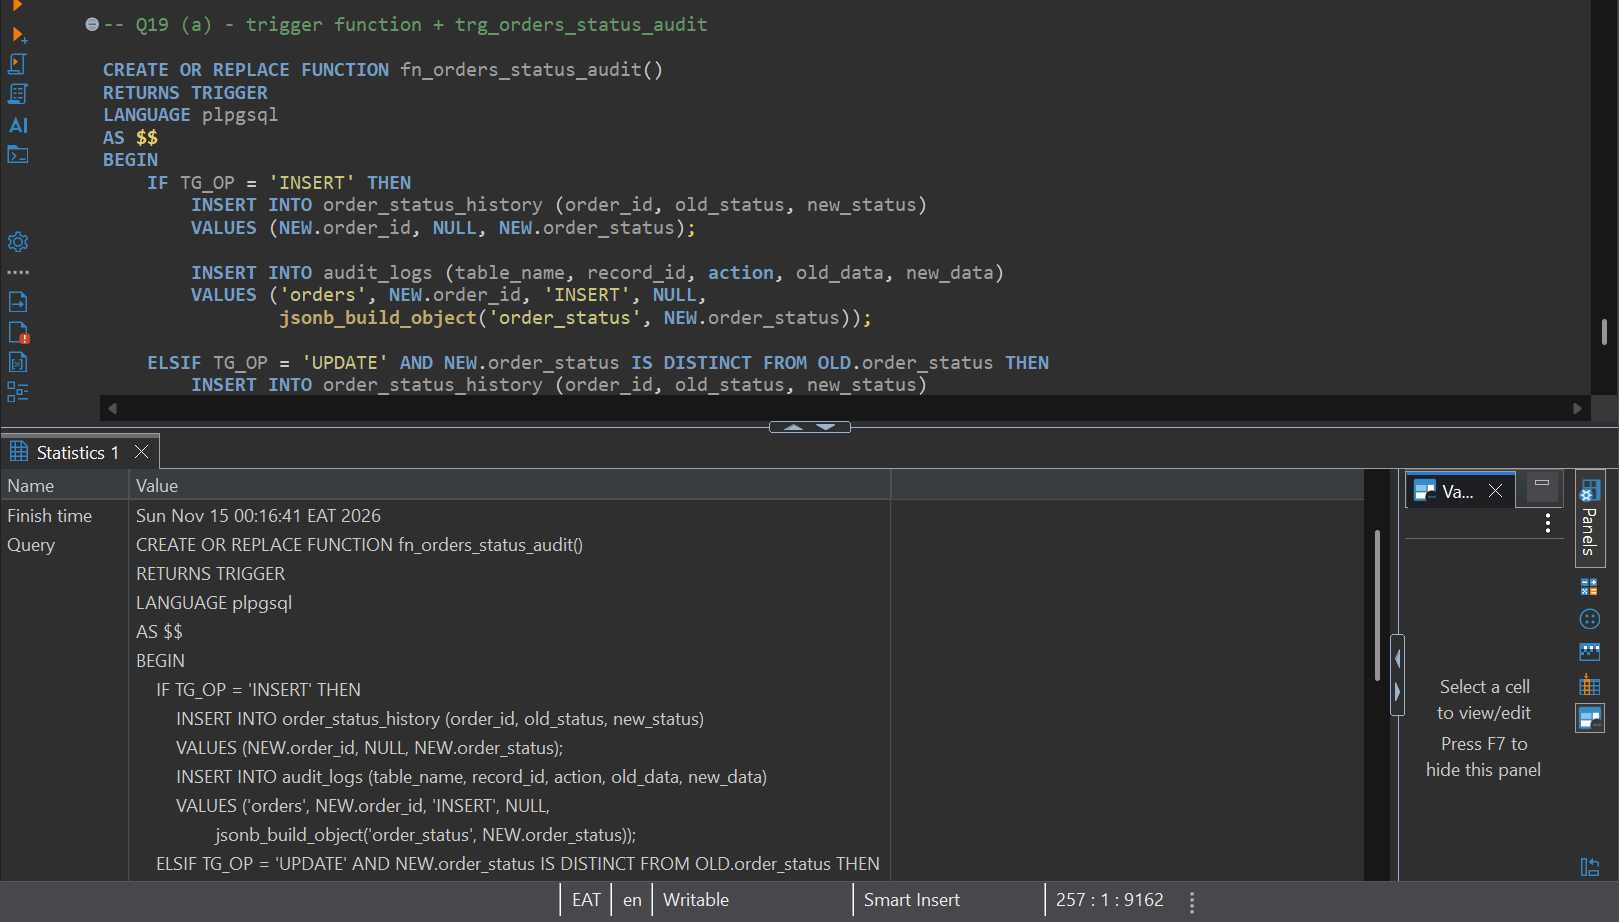 -- Q19 (a) - trigger function + trg_orders_status_audit
CREATE OR REPLACE FUNCTION fn_orders_status_audit()
RETURNS TRIGGER
LANGUAGE plpgsql
AS $$
BEGIN
    IF TG_OP = 'INSERT' THEN
        INSERT INTO order_status_history (order_id, old_status, new_status)
        VALUES (NEW.order_id, NULL, NEW.order_status);
        INSERT INTO audit_logs (table_name, record_id, action, old_data, new_data)
        VALUES ('orders', NEW.order_id, 'INSERT', NULL,
                jsonb_build_object('order_status', NEW.order_status));
    ELSIF TG_OP = 'UPDATE' AND NEW.order_status IS DISTINCT FROM OLD.order_status THEN
        INSERT INTO order_status_history (order_id, old_status, new_status)
AI
Statistics 1
Name Value
Finish time Sun Nov 15 00:16:41 EAT 2026
Query CREATE OR REPLACE FUNCTION fn_orders_status_audit()
RETURNS TRIGGER
LANGUAGE plpgsql
AS $$
BEGIN
    IF TG_OP = 'INSERT' THEN
        INSERT INTO order_status_history (order_id, old_status, new_status)
        VALUES (NEW.order_id, NULL, NEW.order_status);
        INSERT INTO audit_logs (table_name, record_id, action, old_data, new_data)
        VALUES ('orders', NEW.order_id, 'INSERT', NULL,
                jsonb_build_object('order_status', NEW.order_status));
    ELSIF TG_OP = 'UPDATE' AND NEW.order_status IS DISTINCT FROM OLD.order_status THEN
Va...
Panels
Select a cell
to view/edit
Press F7 to
hide this panel
EAT en Writable Smart Insert 257 : 1 : 9162